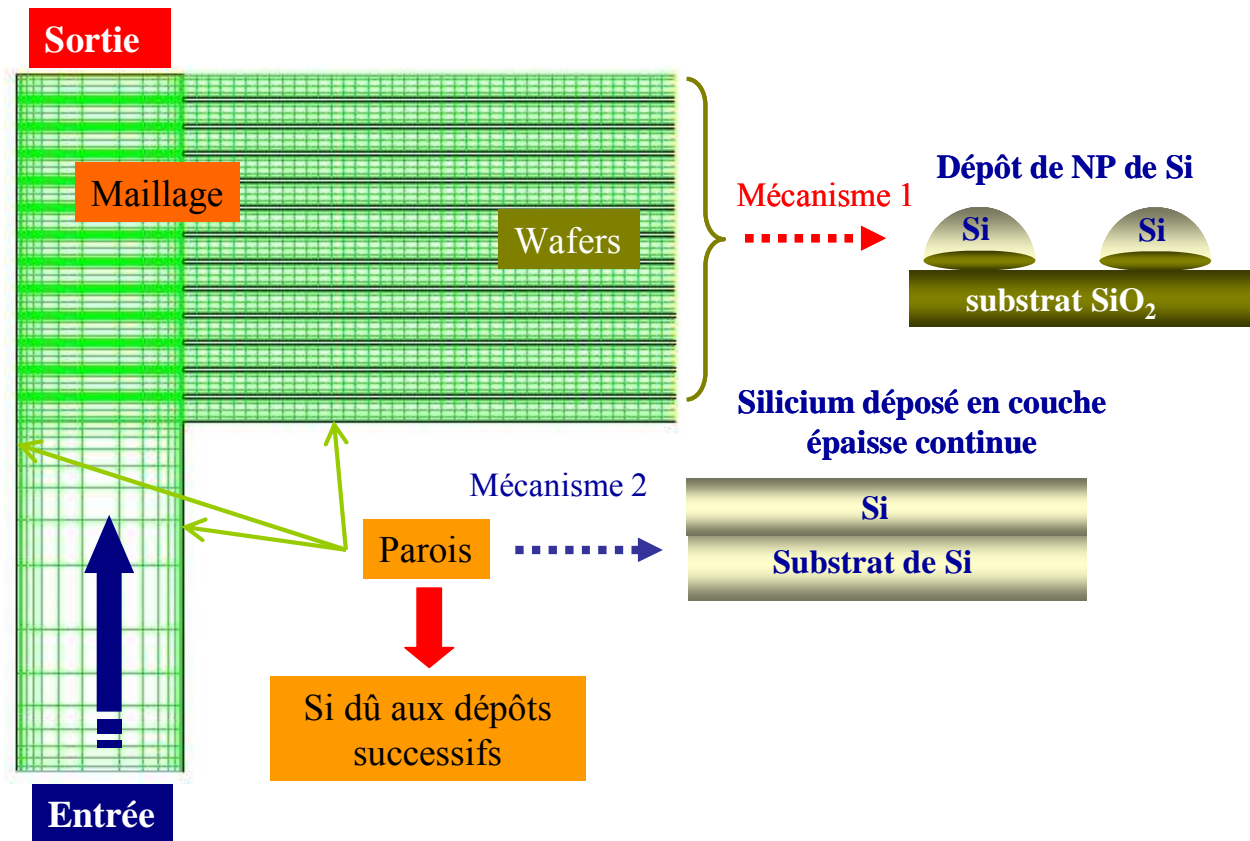 Sortie
Maillage
Wafers
Mécanisme 1
Dépôt de NP de Si
Si
Si
substrat SiO₂
Silicium déposé en couche
épaisse continue
Mécanisme 2
Si
Substrat de Si
Parois
Si dû aux dépôts
successifs
Entrée